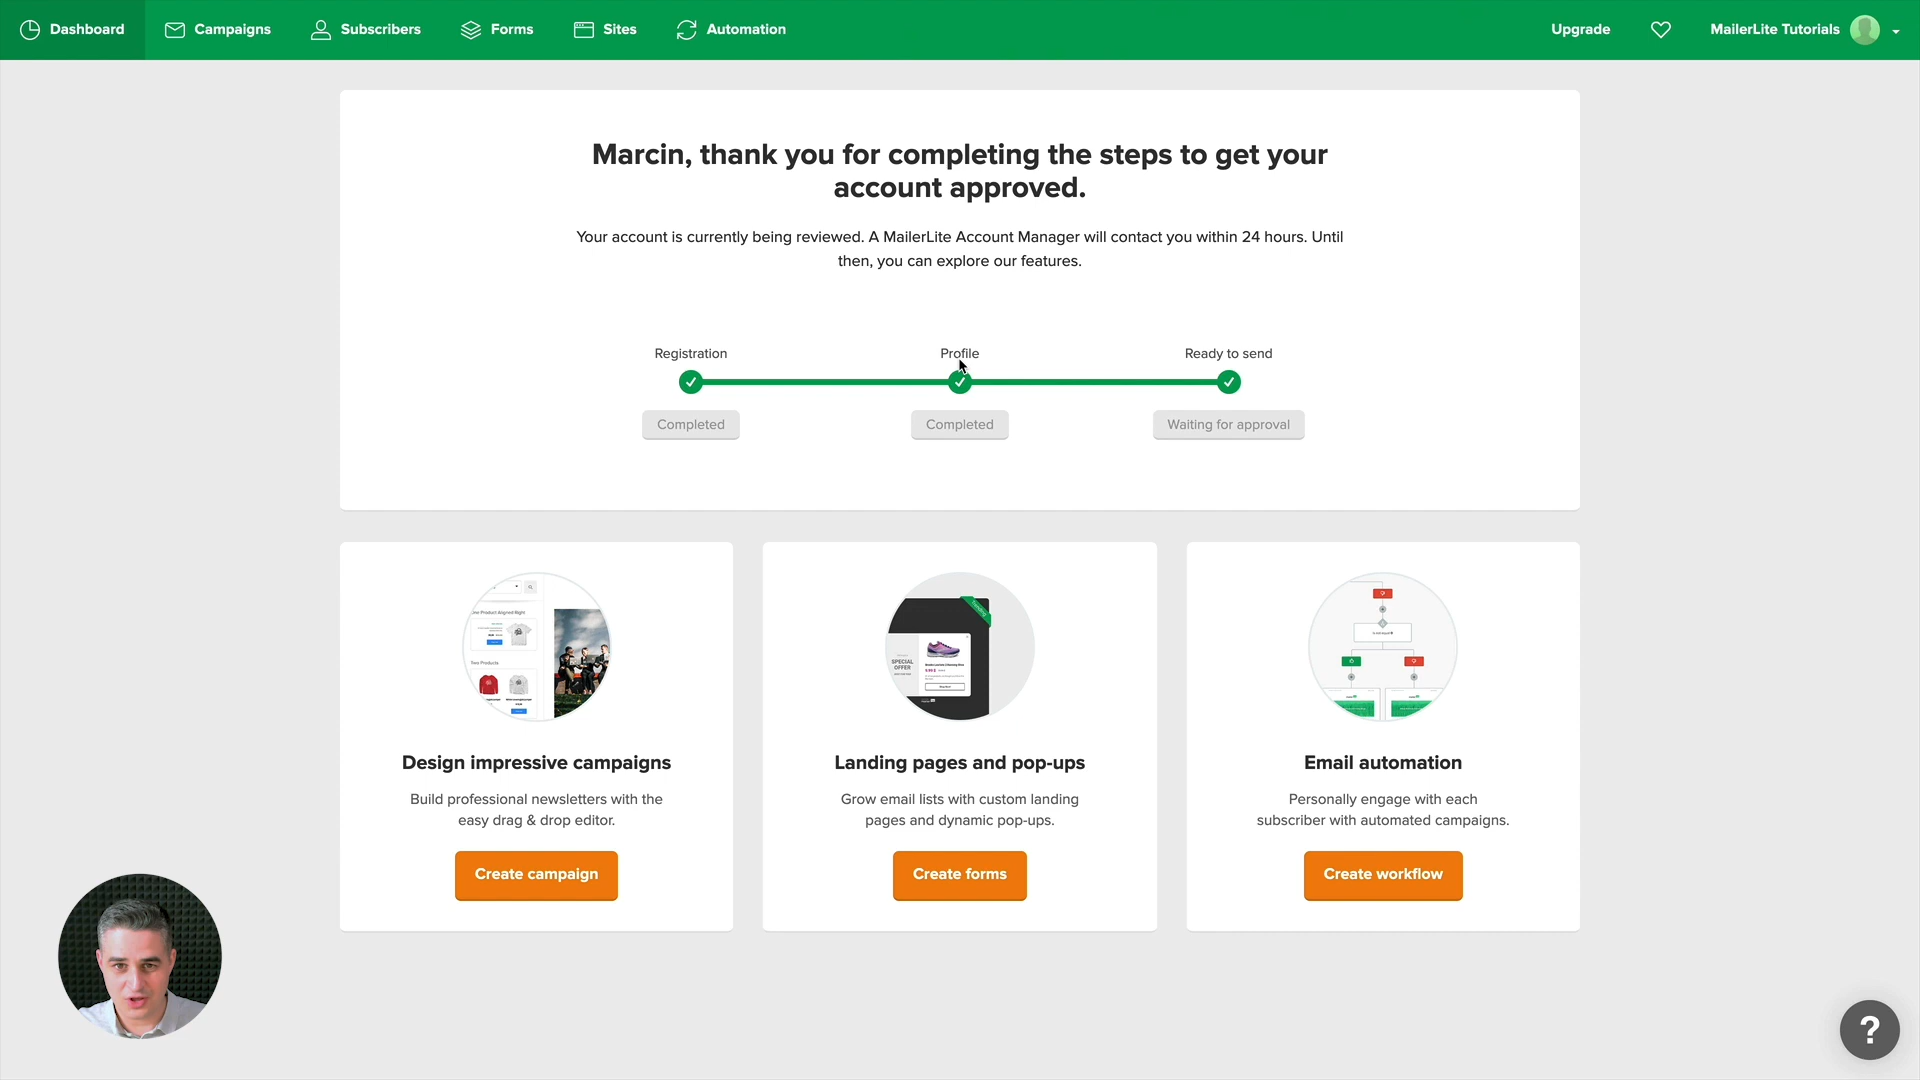 Dashboard
Campaigns
Subscribers
Forms
Sites
Automation
Upgrade
MailerLite Tutorials
Marcin, thank you for completing the steps to get your
account approved.
Your account is currently being reviewed. A MailerLite Account Manager will contact you within 24 hours. Until
then, you can explore our features.
Registration
Profile
Ready to send
Completed
Completed
Waiting for approval
Two Products
SPECIAL
OFFER
Design impressive campaigns
Build professional newsletters with the
easy drag & drop editor.
Create campaign
Landing pages and pop-ups
Grow email lists with custom landing
pages and dynamic pop-ups.
Create forms
Email automation
Personally engage with each
subscriber with automated campaigns.
Create workflow
?